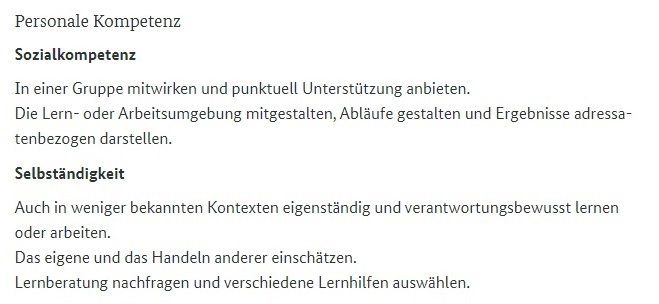 Personale Kompetenz
Sozialkompetenz
In einer Gruppe mitwirken und punktuell Unterstützung anbieten.
Die Lern- oder Arbeitsumgebung mitgestalten, Abläufe gestalten und Ergebnisse adressa-
tenbezogen darstellen.
Selbständigkeit
Auch in weniger bekannten Kontexten eigenständig und verantwortungsbewusst lernen
oder arbeiten.
Das eigene und das Handeln anderer einschätzen.
Lernberatung nachfragen und verschiedene Lernhilfen auswählen.